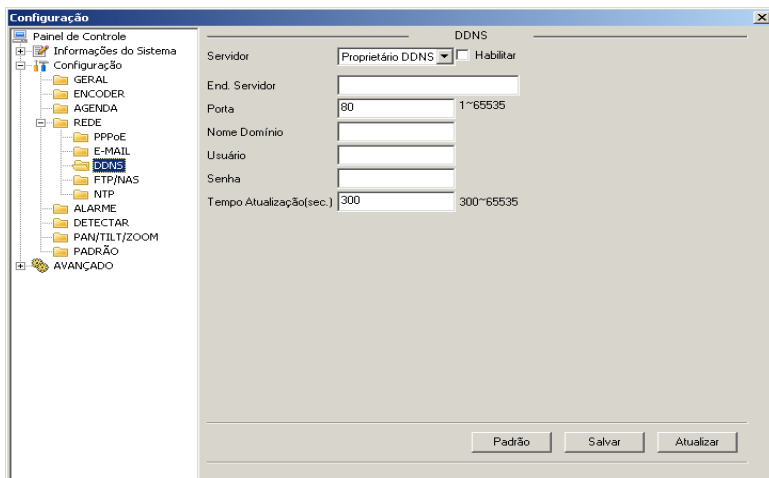 Configuração
Painel de Controle
Informações do Sistema
Configuração
GERAL
ENCODER
AGENDA
REDE
PPPoE
E-MAIL
DDNS
FTP/NAS
NTP
ALARME
DETECTAR
PAN/TILT/ZOOM
PADRÃO
AVANÇADO
DDNS
Servidor Proprietário DDNS Habilitar
End. Servidor
Porta 80 1~65535
Nome Domínio
Usuário
Senha
Tempo Atualização(sec.) 300 300~65535
Padrão Salvar Atualizar